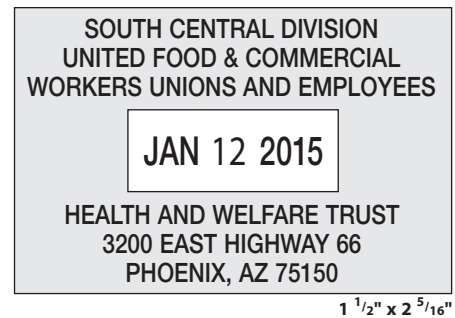 SOUTH CENTRAL DIVISION
UNITED FOOD & COMMERCIAL
WORKERS UNIONS AND EMPLOYEES
JAN 12 2015
HEALTH AND WELFARE TRUST
3200 EAST HIGHWAY 66
PHOENIX, AZ 75150
1 1/2" x 2 5/16"